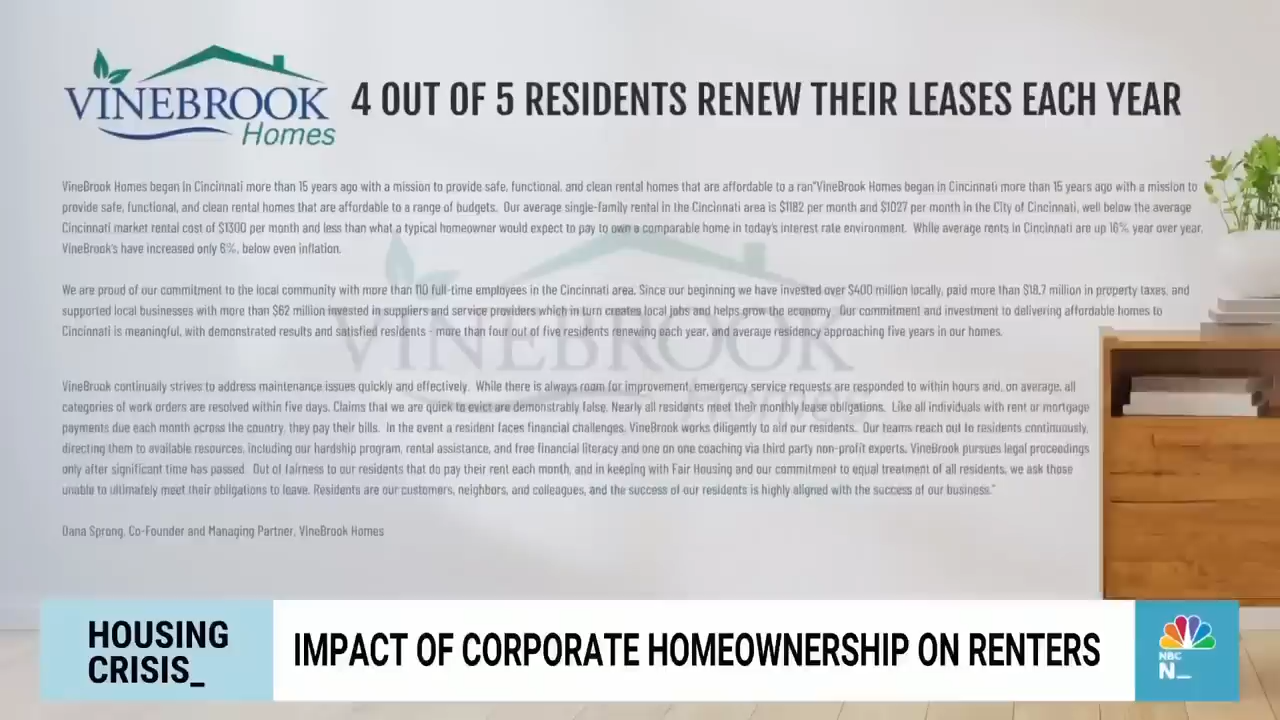 VINEBROOK
Homes
4 OUT OF 5 RESIDENTS RENEW THEIR LEASES EACH YEAR
VineBrook Homes began in Cincinnati more than 15 years ago with a mission to provide safe, functional, and clean rental homes that are affordable to a ran"VineBrook Homes began in Cincinnati more than 15 years ago with a mission to
provide safe, functional, and clean rental homes that are affordable to a range of budgets. Our average single-family rental in the Cincinnati area is $1182 per month and $1027 per month in the City of Cincinnati, well below the average
Cincinnati market rental cost of $1300 per month and less than what a typical homeowner would expect to pay to own a comparable home in today's interest rate environment. While average rents in Cincinnati are up 16% year over year,
VineBrook's have increased only 6%, below even inflation.
We are proud of our commitment to the local community with more than 110 full-time employees in the Cincinnati area. Since our beginning we have invested over $400 million locally, paid more than $18.7 million in property taxes, and
supported local businesses with more than $62 million invested in suppliers and service providers which in turn creates local jobs and helps grow the economy. Our commitment and investment to delivering affordable homes to
Cincinnati is meaningful, with demonstrated results and satisfied residents - more than four out of five residents renewing each year, and average residency approaching five years in our homes.
VINEBROOK
Homes
VineBrook continually strives to address maintenance issues quickly and effectively. While there is always room for improvement, emergency service requests are responded to within hours and, on average, all
categories of work orders are resolved within five days. Claims that we are quick to evict are demonstrably false. Nearly all residents meet their monthly lease obligations. Like all individuals with rent or mortgage
payments due each month across the country, they pay their bills. In the event a resident faces financial challenges, VineBrook works diligently to aid our residents. Our teams reach out to residents continuously,
directing them to available resources, including our hardship program, rental assistance, and free financial literacy and one on one coaching via third party non-profit experts. VineBrook pursues legal proceedings
only after significant time has passed. Out of fairness to our residents that do pay their rent each month, and in keeping with Fair Housing and our commitment to equal treatment of all residents, we ask those
unable to ultimately meet their obligations to leave. Residents are our customers, neighbors, and colleagues, and the success of our residents is highly aligned with the success of our business."
Dana Sprong, Co-Founder and Managing Partner, VineBrook Homes
HOUSING
CRISIS_
IMPACT OF CORPORATE HOMEOWNERSHIP ON RENTERS
NBC
N_